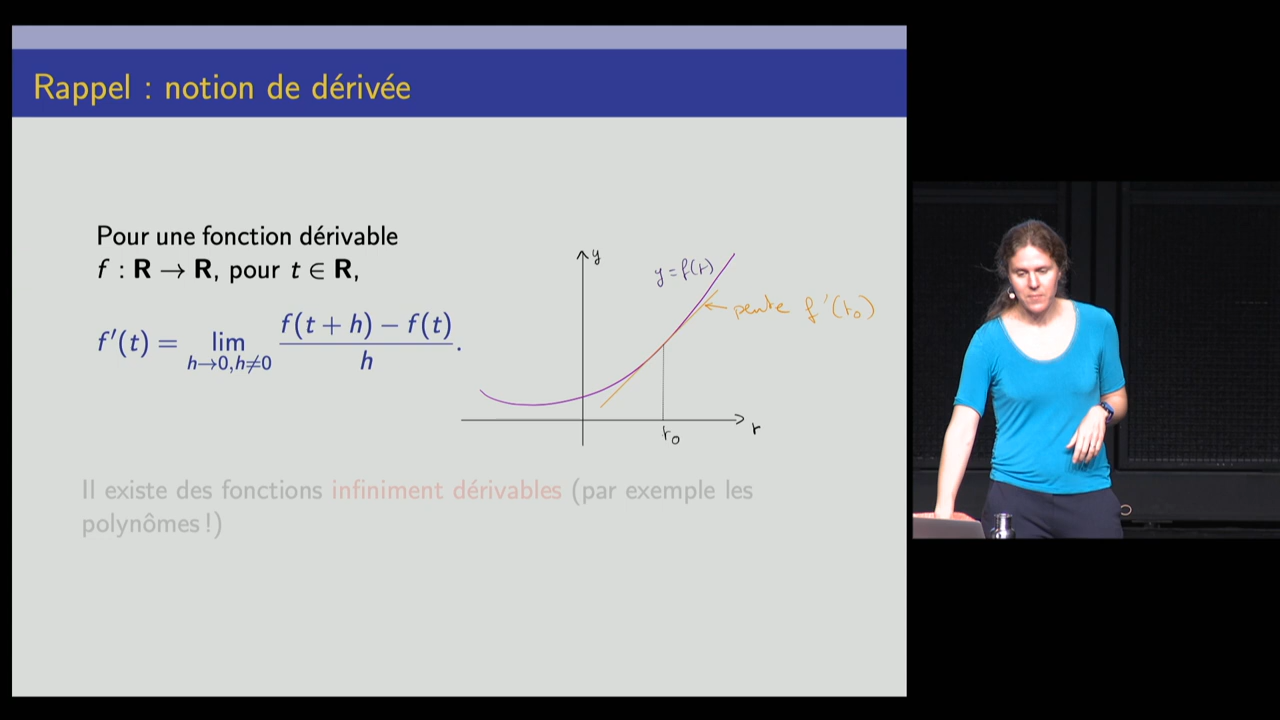 Rappel : notion de dérivée
Pour une fonction dérivable
f : R → R, pour t ∈ R,
f′(t) = lim h→0,h≠0 f(t + h) − f(t) / h .
y
y = f(t)
pente f'(t₀)
t₀
t
Il existe des fonctions infiniment dérivables (par exemple les
polynômes !)